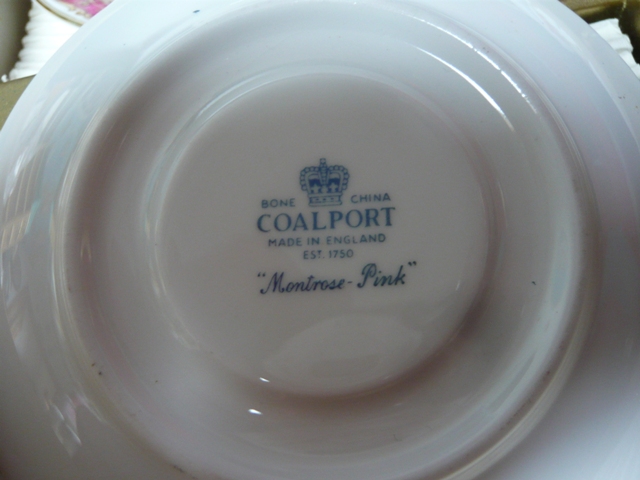 BONE CHINA
COALPORT
MADE IN ENGLAND
EST. 1750
"Montrose-Pink"